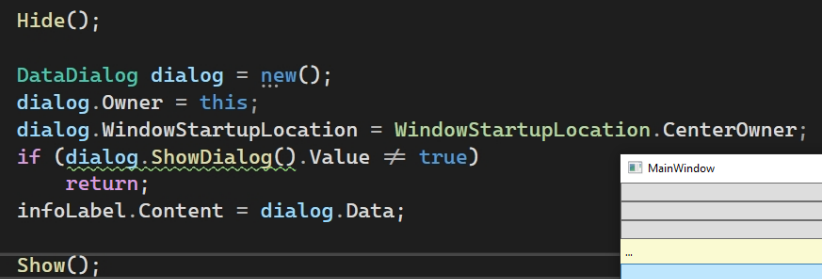 Hide();
DataDialog dialog = new();
dialog.Owner = this;
dialog.WindowStartupLocation = WindowStartupLocation.CenterOwner;
if (dialog.ShowDialog().Value ≠ true)
return;
infoLabel.Content = dialog.Data;
Show();
MainWindow
...